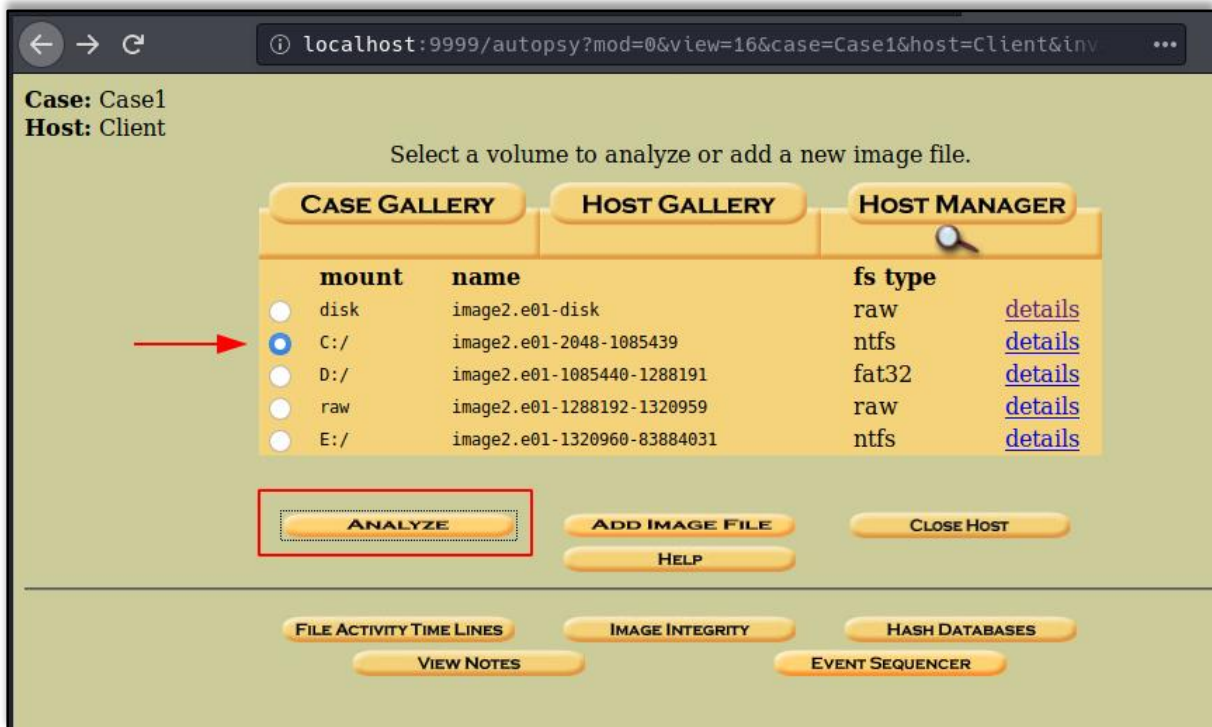 localhost:9999/autopsy?mod=0&view=16&case=Case1&host=Client&inv
Case: Case1
Host: Client
Select a volume to analyze or add a new image file.
CASE GALLERY HOST GALLERY HOST MANAGER
mount name fs type
disk image2.e01-disk raw details
C:/ image2.e01-2048-1085439 ntfs details
D:/ image2.e01-1085440-1288191 fat32 details
raw image2.e01-1288192-1320959 raw details
E:/ image2.e01-1320960-83884031 ntfs details
ANALYZE ADD IMAGE FILE CLOSE HOST
HELP
FILE ACTIVITY TIME LINES IMAGE INTEGRITY HASH DATABASES
VIEW NOTES EVENT SEQUENCER